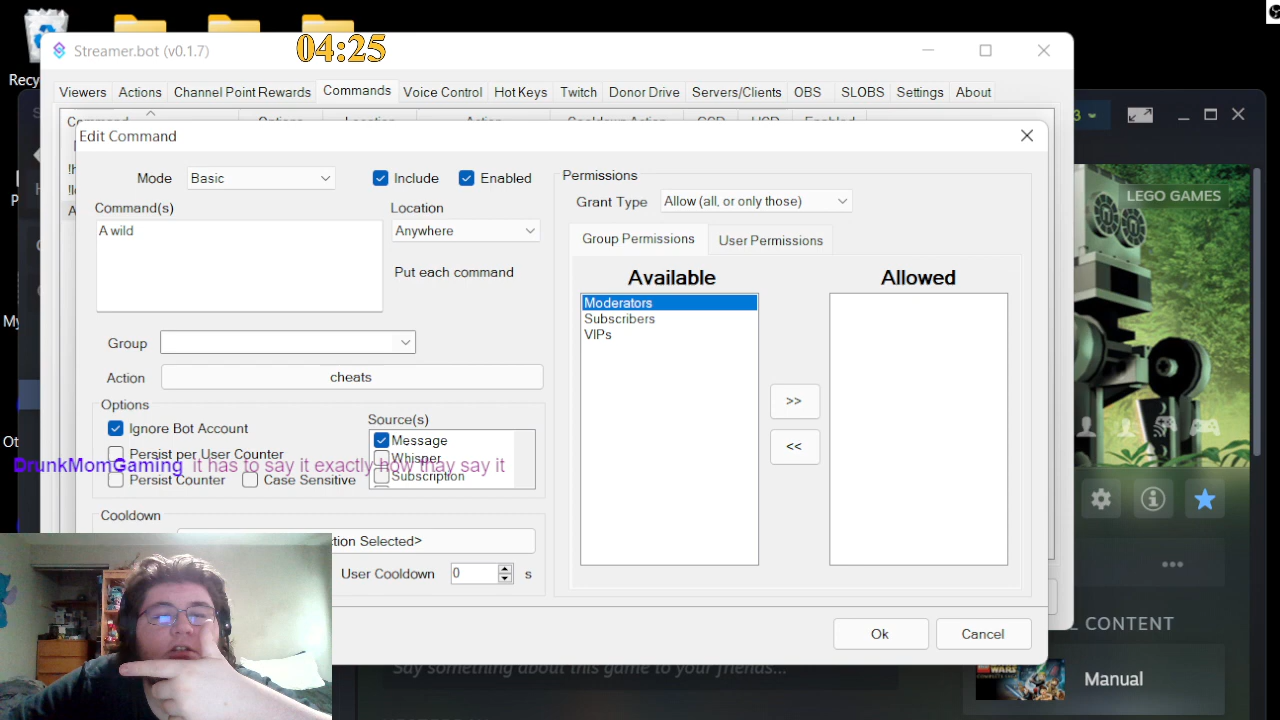 Streamer.bot (v0.1.7)
04:25
Viewers Actions Channel Point Rewards Commands Voice Control Hot Keys Twitch Donor Drive Servers/Clients OBS SLOBS Settings About
Edit Command
Mode Basic Include Enabled
Command(s)
A wild
Location
Anywhere
Put each command
Group
Action cheats
Options
Ignore Bot Account
Persist per User Counter
Persist Counter Case Sensitive
Source(s)
Message
Whisper
Subscription
DrunkMomGaming it has to say it exactly how thay say it
Cooldown
ction Selected>
User Cooldown 0 s
Permissions
Grant Type Allow (all, or only those)
Group Permissions User Permissions
Available Allowed
Moderators
Subscribers
VIPs
>>
<<
Ok Cancel
LEGO GAMES
CONTENT
Manual
Say something about this game to your friends...